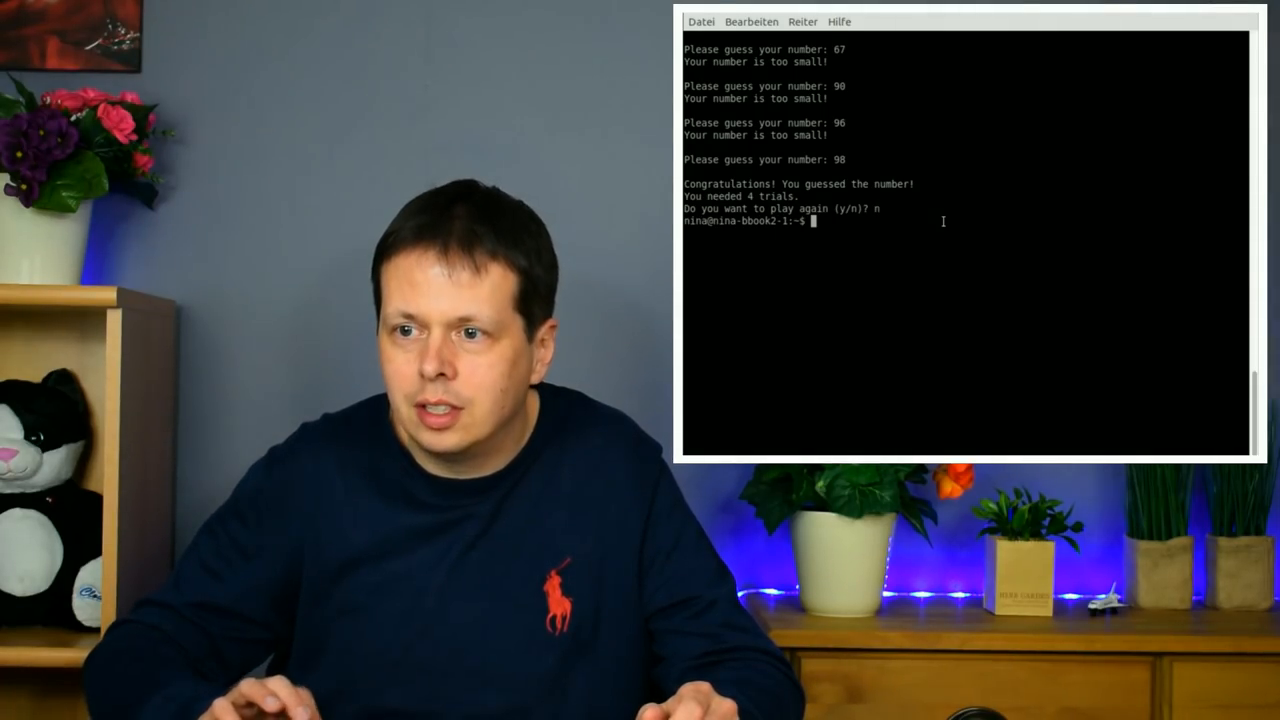 Datei Bearbeiten Reiter Hilfe
Please guess your number: 67
Your number is too small!
Please guess your number: 90
Your number is too small!
Please guess your number: 96
Your number is too small!
Please guess your number: 98
Congratulations! You guessed the number!
You needed 4 trials.
Do you want to play again (y/n)? n
nina@nina-bbook2-1:~$
HERB GARDEN